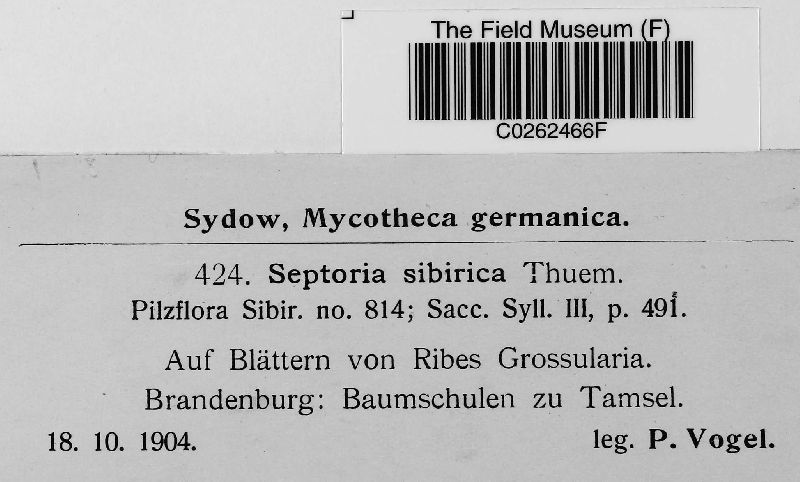 The Field Museum (F)
C0262466F
Sydow, Mycotheca germanica.
424. Septoria sibirica Thuem.
Pilzflora Sibir. no. 814; Sacc. Syll. III, p. 491.
Auf Blättern von Ribes Grossularia.
Brandenburg: Baumschulen zu Tamsel.
18. 10. 1904. leg. P. Vogel.